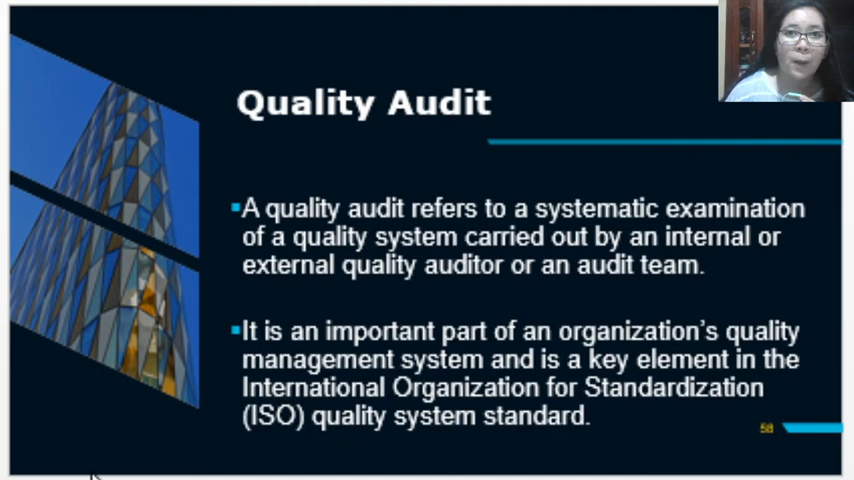 Quality Audit
▪A quality audit refers to a systematic examination
of a quality system carried out by an internal or
external quality auditor or an audit team.
▪It is an important part of an organization's quality
management system and is a key element in the
International Organization for Standardization
(ISO) quality system standard.
58